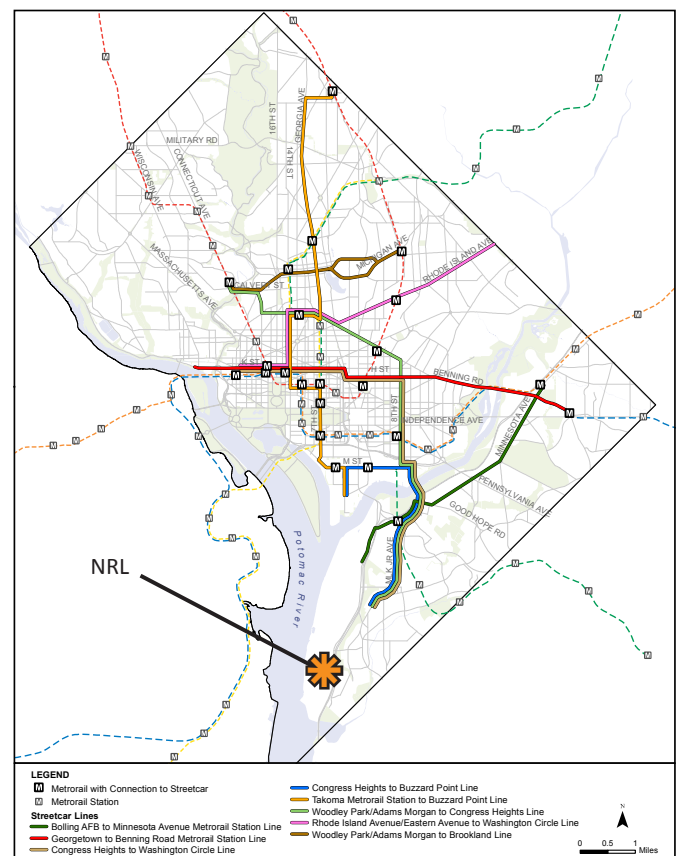 16TH ST
GEORGIA AVE
14TH ST
MILITARY RD
WISCONSIN AVE
CONNECTICUT AVE
MASSACHUSETTS AVE
MICHIGAN AVE
RHODE ISLAND AVE
CALVERT ST
K ST
H ST
BENNING RD
7TH ST
8TH ST
INDEPENDENCE AVE
MINNESOTA AVE
M ST
PENNSYLVANIA AVE
GOOD HOPE RD
MLK JR AVE
Potomac River
NRL
LEGEND
M Metrorail with Connection to Streetcar
M Metrorail Station
Streetcar Lines
Bolling AFB to Minnesota Avenue Metrorail Station Line
Georgetown to Benning Road Metrorail Station Line
Congress Heights to Washington Circle Line
Congress Heights to Buzzard Point Line
Takoma Metrorail Station to Buzzard Point Line
Woodley Park/Adams Morgan to Congress Heights Line
Rhode Island Avenue/Eastern Avenue to Washington Circle Line
Woodley Park/Adams Morgan to Brookland Line
N
0 0.5 1
Miles